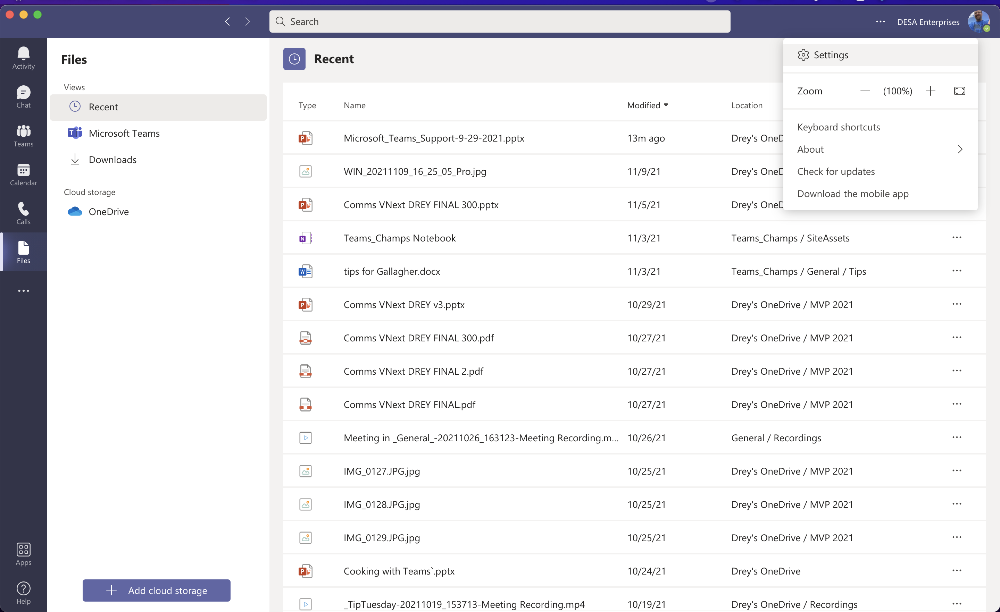 Search
DESA Enterprises
Activity
Chat
Teams
Calendar
Calls
Files
Apps
Help
Files
Views
Recent
Microsoft Teams
Downloads
Cloud storage
OneDrive
Add cloud storage
Recent
Type Name Modified Location
Microsoft_Teams_Support-9-29-2021.pptx 13m ago Drey's OneD
WIN_20211109_16_25_05_Pro.jpg 11/9/21 Drey's OneD
Comms VNext DREY FINAL 300.pptx 11/5/21 Drey's OneD
Teams_Champs Notebook 11/3/21 Teams_Champs / SiteAssets
tips for Gallagher.docx 11/3/21 Teams_Champs / General / Tips
Comms VNext DREY v3.pptx 10/29/21 Drey's OneDrive / MVP 2021
Comms VNext DREY FINAL 300.pdf 10/27/21 Drey's OneDrive / MVP 2021
Comms VNext DREY FINAL 2.pdf 10/27/21 Drey's OneDrive / MVP 2021
Comms VNext DREY FINAL.pdf 10/27/21 Drey's OneDrive / MVP 2021
Meeting in _General_-20211026_163123-Meeting Recording.m... 10/26/21 General / Recordings
IMG_0127.JPG.jpg 10/25/21 Drey's OneDrive / MVP 2021
IMG_0128.JPG.jpg 10/25/21 Drey's OneDrive / MVP 2021
IMG_0129.JPG.jpg 10/25/21 Drey's OneDrive / MVP 2021
Cooking with Teams`.pptx 10/24/21 Drey's OneDrive
_TipTuesday-20211019_153713-Meeting Recording.mp4 10/19/21 Drey's OneDrive / Recordings
Settings
Zoom — (100%) +
Keyboard shortcuts
About
Check for updates
Download the mobile app